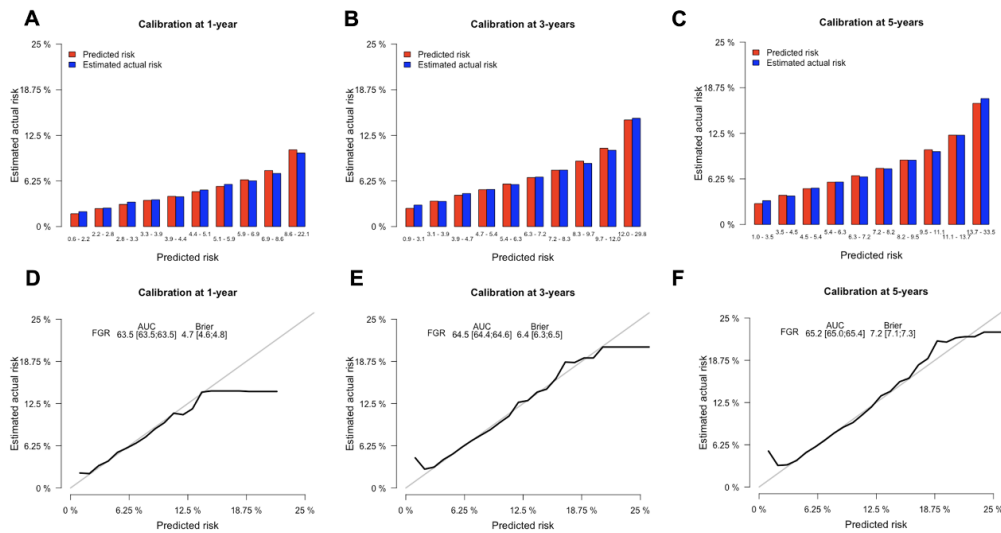 A
Calibration at 1-year
25 %
18.75 %
12.5 %
6.25 %
0 %
Estimated actual risk
Predicted risk
Estimated actual risk
0.6 - 2.2
2.2 - 2.8
2.8 - 3.3
3.3 - 3.9
3.9 - 4.4
4.4 - 5.1
5.1 - 5.9
5.9 - 6.9
6.9 - 8.6
8.6 - 22.1
Predicted risk
B
Calibration at 3-years
25 %
18.75 %
12.5 %
6.25 %
0 %
Estimated actual risk
Predicted risk
Estimated actual risk
0.9 - 3.1
3.1 - 3.9
3.9 - 4.7
4.7 - 5.4
5.4 - 6.3
6.3 - 7.2
7.2 - 8.3
8.3 - 9.7
9.7 - 12.0
12.0 - 29.8
Predicted risk
C
Calibration at 5-years
25 %
18.75 %
12.5 %
6.25 %
0 %
Estimated actual risk
Predicted risk
Estimated actual risk
1.0 - 3.5
3.5 - 4.5
4.5 - 5.4
5.4 - 6.3
6.3 - 7.2
7.2 - 8.2
8.2 - 9.5
9.5 - 11.1
11.1 - 13.7
13.7 - 33.5
Predicted risk
D
Calibration at 1-year
AUC Brier
FGR 63.5 [63.5;63.5] 4.7 [4.6;4.8]
25 %
18.75 %
12.5 %
6.25 %
0 %
Estimated actual risk
0 % 6.25 % 12.5 % 18.75 % 25 %
Predicted risk
E
Calibration at 3-years
AUC Brier
FGR 64.5 [64.4;64.6] 6.4 [6.3;6.5]
25 %
18.75 %
12.5 %
6.25 %
0 %
Estimated actual risk
0 % 6.25 % 12.5 % 18.75 % 25 %
Predicted risk
F
Calibration at 5-years
AUC Brier
FGR 65.2 [65.0;65.4] 7.2 [7.1;7.3]
25 %
18.75 %
12.5 %
6.25 %
0 %
Estimated actual risk
0 % 6.25 % 12.5 % 18.75 % 25 %
Predicted risk